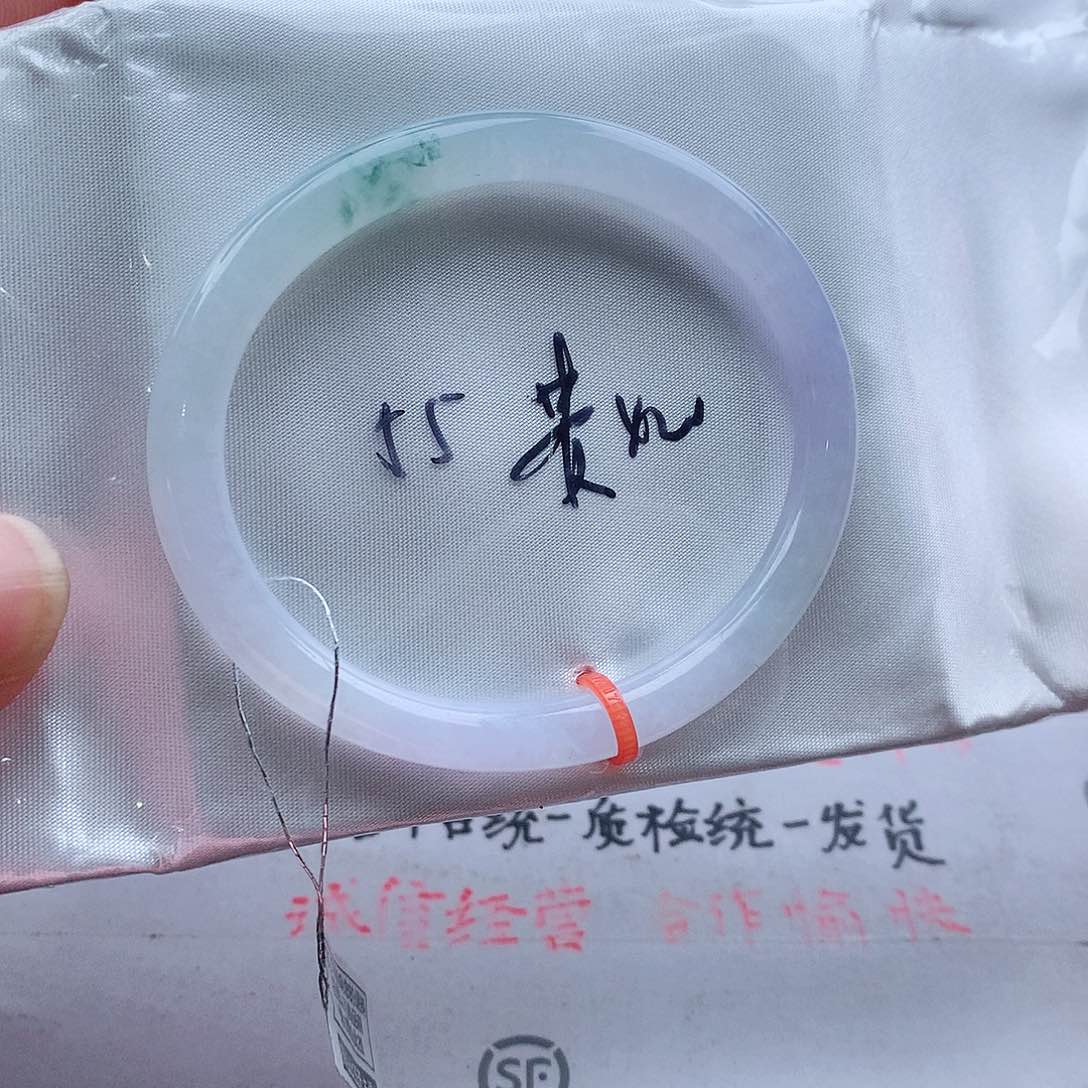 55 贵妃
统一质检统一发货
诚信经营 合作愉快
SF